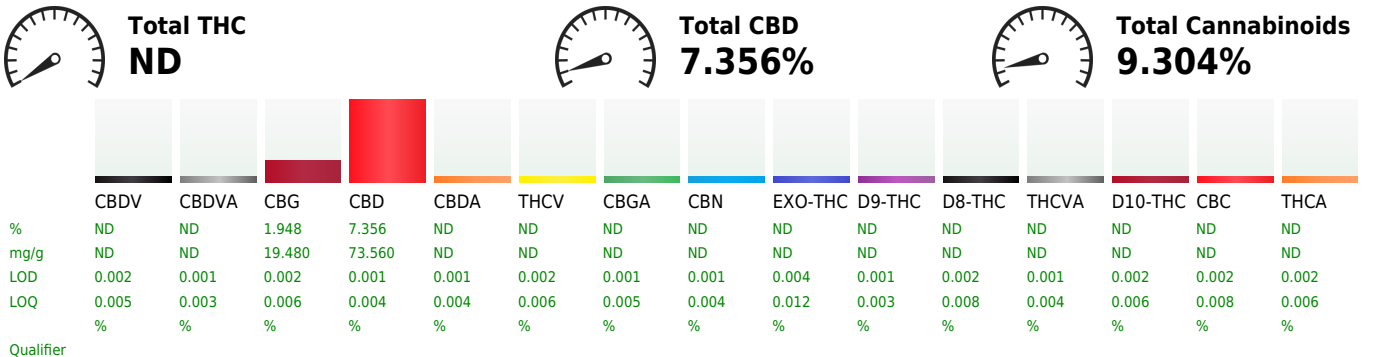 Total THC
ND
Total CBD
7.356%
Total Cannabinoids
9.304%
CBDV CBDVA CBG CBD CBDA THCV CBGA CBN EXO-THC D9-THC D8-THC THCVA D10-THC CBC THCA
% ND ND 1.948 7.356 ND ND ND ND ND ND ND ND ND ND ND
mg/g ND ND 19.480 73.560 ND ND ND ND ND ND ND ND ND ND ND
LOD 0.002 0.001 0.002 0.001 0.001 0.002 0.001 0.001 0.004 0.001 0.002 0.001 0.002 0.002 0.002
LOQ 0.005 0.003 0.006 0.004 0.004 0.006 0.005 0.004 0.012 0.003 0.008 0.004 0.006 0.008 0.006
% % % % % % % % % % % % % % %
Qualifier